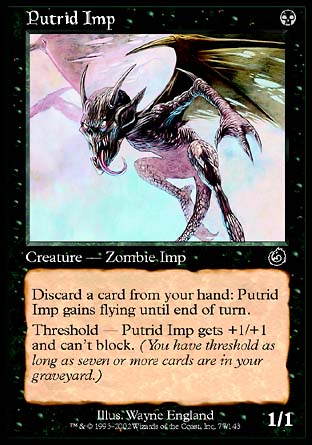 Putrid Imp
Creature — Zombie Imp
Discard a card from your hand: Putrid
Imp gains flying until end of turn.
Threshold — Putrid Imp gets +1/+1
and can't block. (You have threshold as
long as seven or more cards are in your
graveyard.)
Illus. Wayne England
™ & © 1993-2002 Wizards of the Coast, Inc. 79/143
1/1